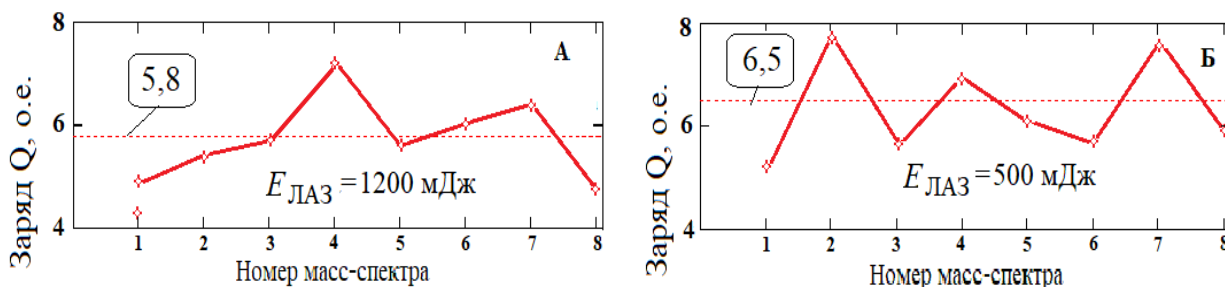 Заряд Q, о.е.
8
6
4
А
5,8
E ЛАЗ =1200 мДж
1 2 3 4 5 6 7 8
Номер масс-спектра
Заряд Q, о.е.
8
6
4
Б
6,5
E ЛАЗ =500 мДж
1 2 3 4 5 6 7 8
Номер масс-спектра